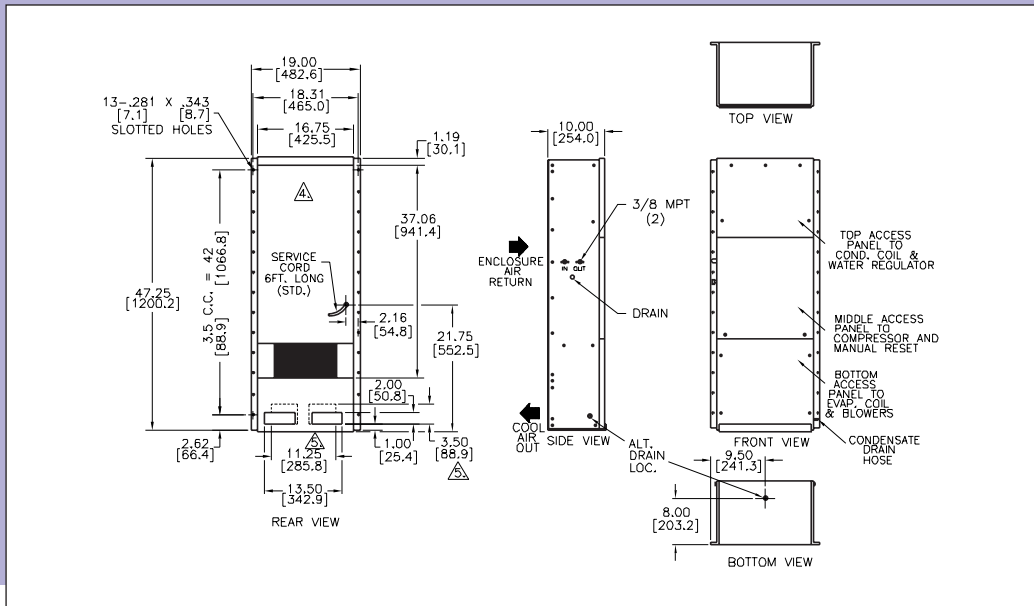 19.00
[482.6]
18.31
[465.0]
16.75
[425.5]
13-.281 X .343
[7.1] [8.7]
SLOTTED HOLES
1.19
[30.1]
4.
37.06
[941.4]
47.25
[1200.2]
3.5 C.C. = 42
[88.9] [1066.8]
SERVICE
CORD
6FT. LONG
(STD.)
2.16
[54.8]
21.75
[552.5]
2.00
[50.8]
2.62
[66.4]
5.
11.25
[285.8]
13.50
[342.9]
1.00
[25.4]
3.50
[88.9]
5.
REAR VIEW
10.00
[254.0]
3/8 MPT
(2)
IN OUT
ENCLOSURE
AIR
RETURN
DRAIN
COOL
AIR
OUT
SIDE VIEW
ALT.
DRAIN
LOC.
TOP VIEW
TOP ACCESS
PANEL TO
COND. COIL &
WATER REGULATOR
MIDDLE ACCESS
PANEL TO
COMPRESSOR AND
MANUAL RESET
BOTTOM
ACCESS
PANEL TO
EVAP. COIL
& BLOWERS
FRONT VIEW
CONDENSATE
DRAIN
HOSE
9.50
[241.3]
8.00
[203.2]
BOTTOM VIEW